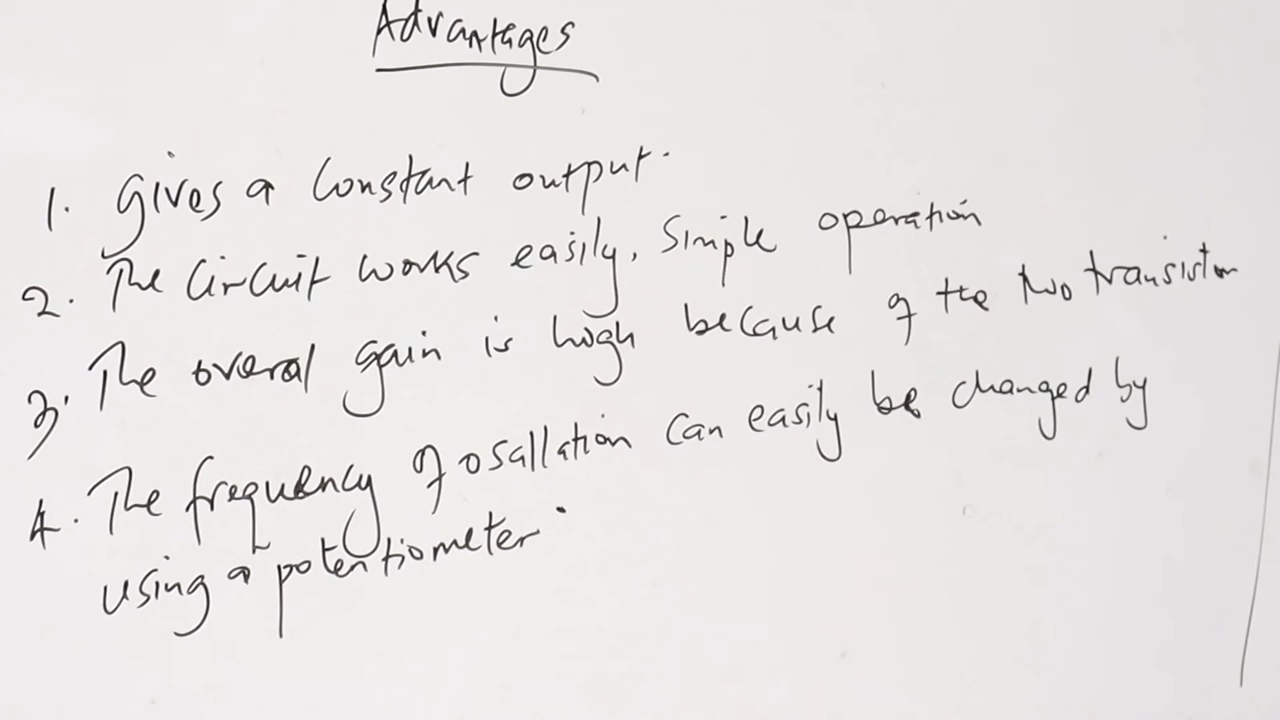 Advantages
1. Gives a Constant output.
2. The Circuit works easily, Simple operation
3. The overal gain is high because of the two transistor
4. The frequency of osallation can easily be changed by
using a potentiometer.